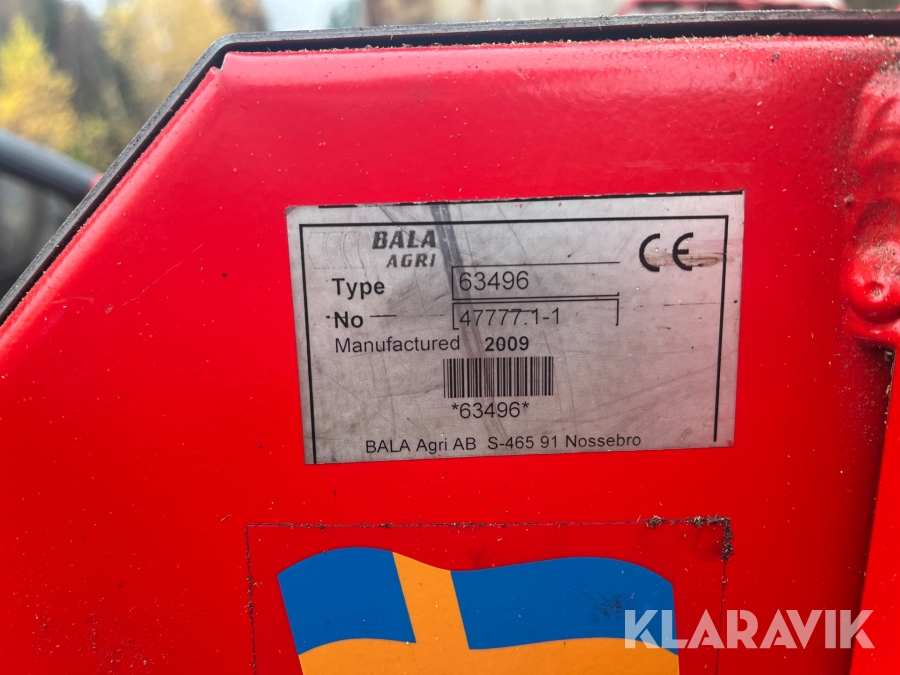 BALA
AGRI
CE
Type 63496
No 47777.1-1
Manufactured 2009
*63496*
BALA Agri AB S-465 91 Nossebro
KLARAVIK